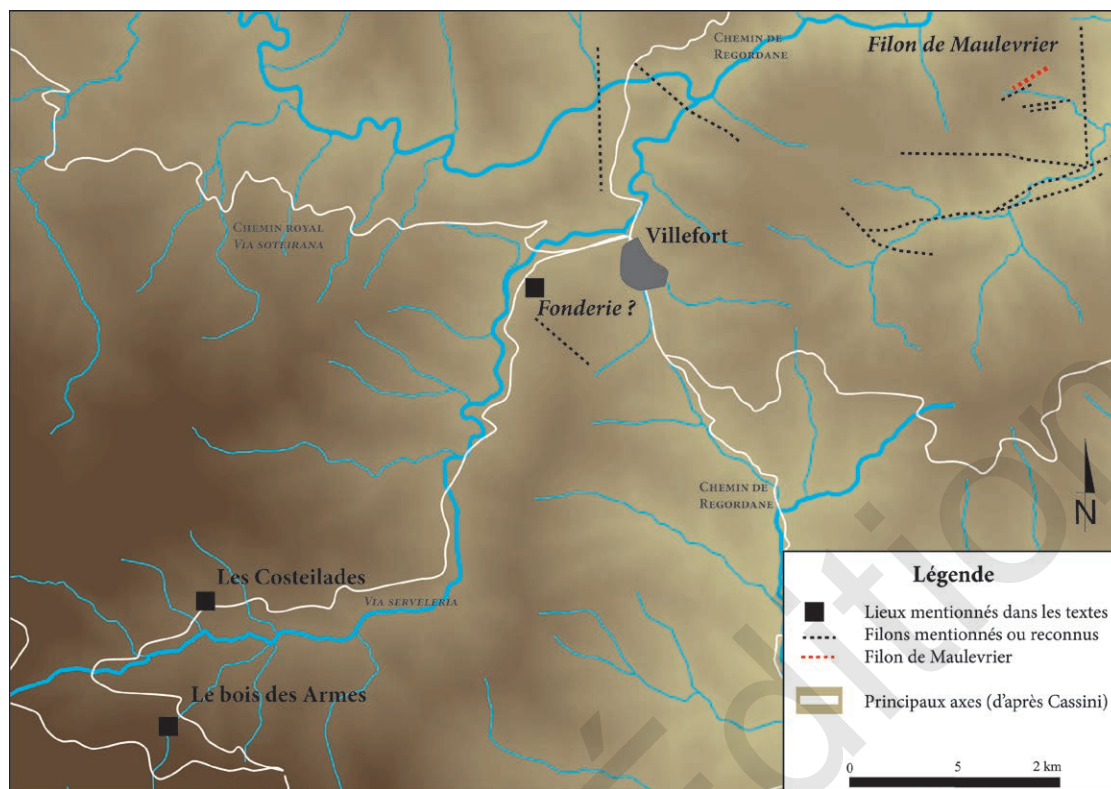 CHEMIN DE
REGORDANE
Filon de Maulevrier
CHEMIN ROYAL
VIA SOTEIRANA
Villefort
Fonderie ?
CHEMIN DE
REGORDANE
N
Les Costeilades
VIA SERVELERIA
Le bois des Armes
Légende
Lieux mentionnés dans les textes
Filons mentionnés ou reconnus
Filon de Maulevrier
Principaux axes (d'après Cassini)
0 5 2 km
édition